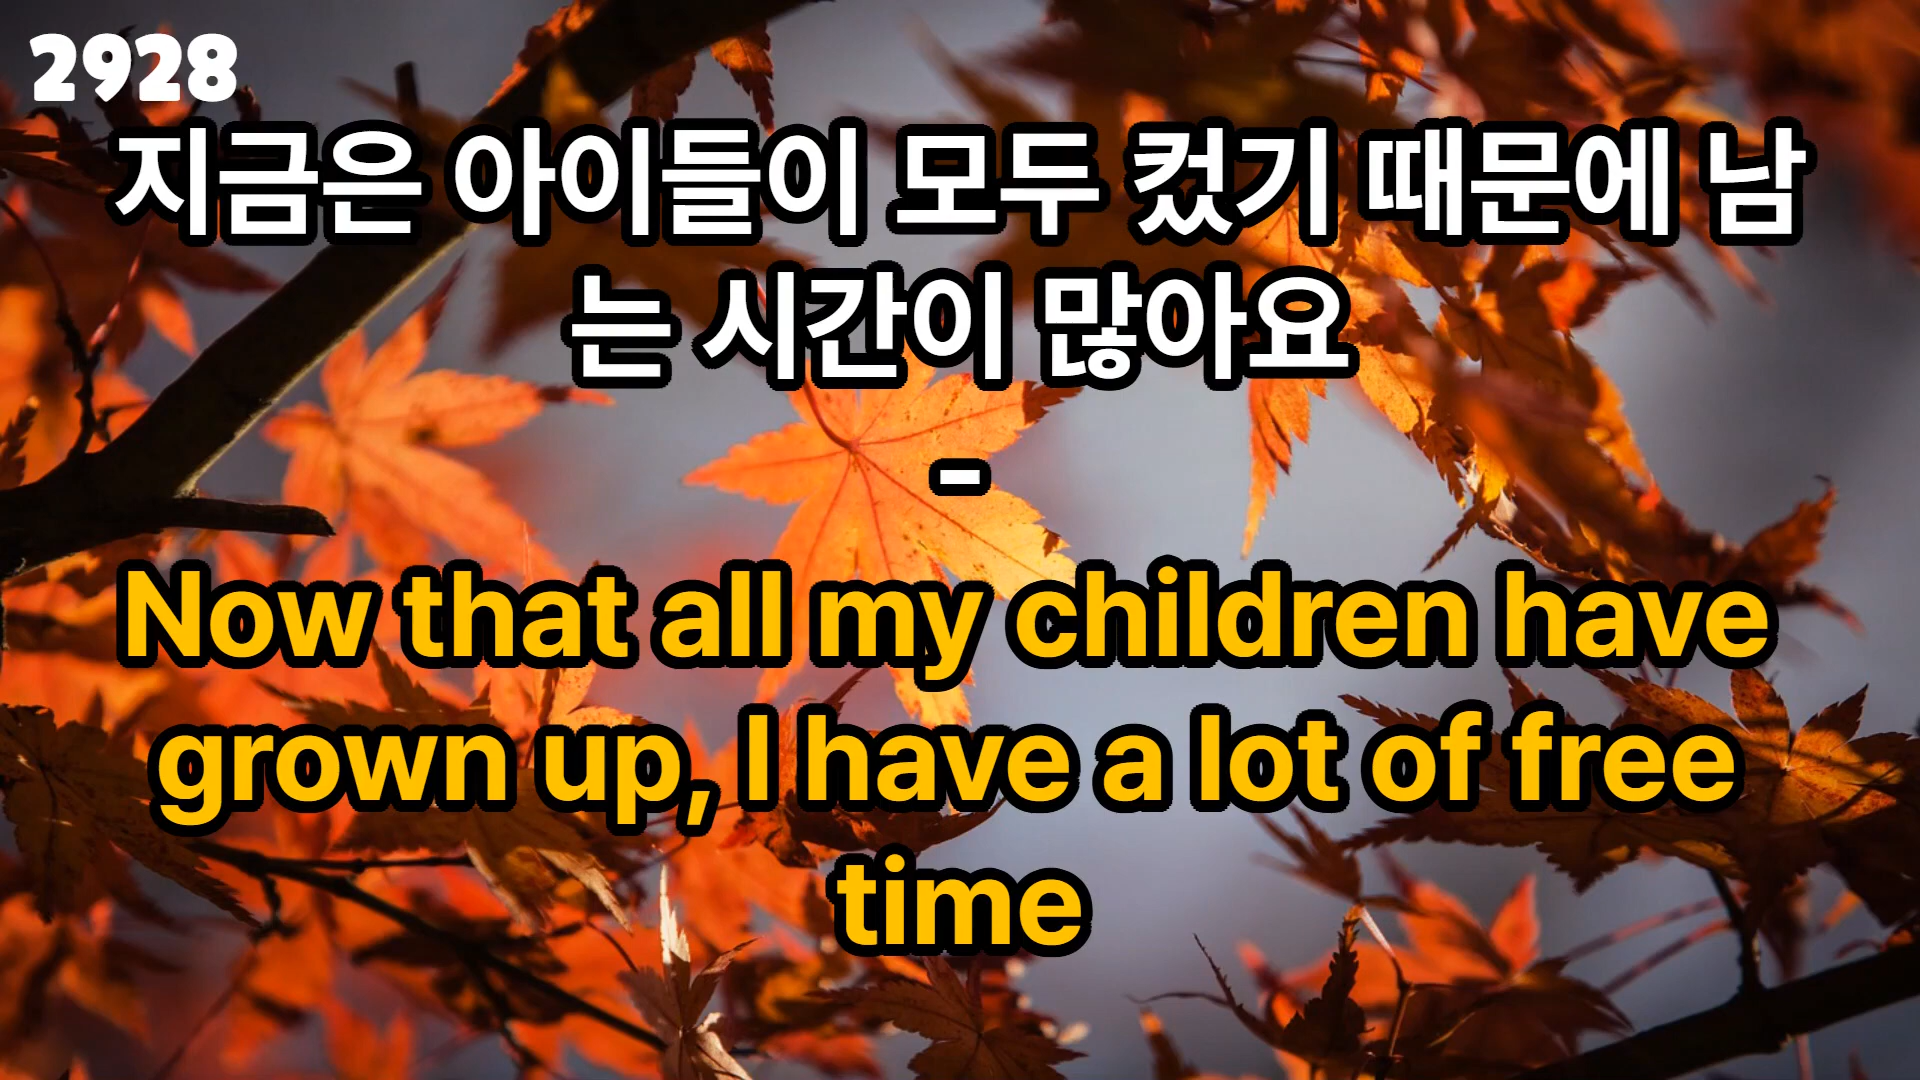 2928
지금은 아이들이 모두 컸기 때문에 남
는 시간이 많아요
-
Now that all my children have
grown up, I have a lot of free
time